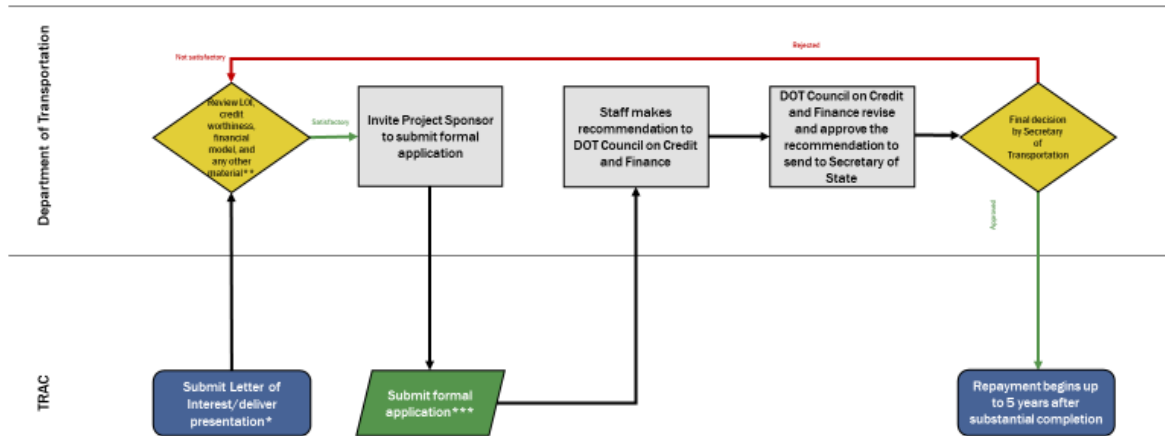 Department of Transportation
Not satisfactory
Rejected
Review LOI,
credit
worthiness,
financial
model, and
any other
material**
Satisfactory
Invite Project Sponsor
to submit formal
application
Staff makes
recommendation to
DOT Council on Credit
and Finance
DOT Council on Credit
and Finance revise
and approve the
recommendation to
send to Secretary of
State
Final decision
by Secretary
of
Transportation
Approved
TRAC
Submit Letter of
Interest/deliver
presentation*
Submit formal
application***
Repayment begins up
to 5 years after
substantial completion